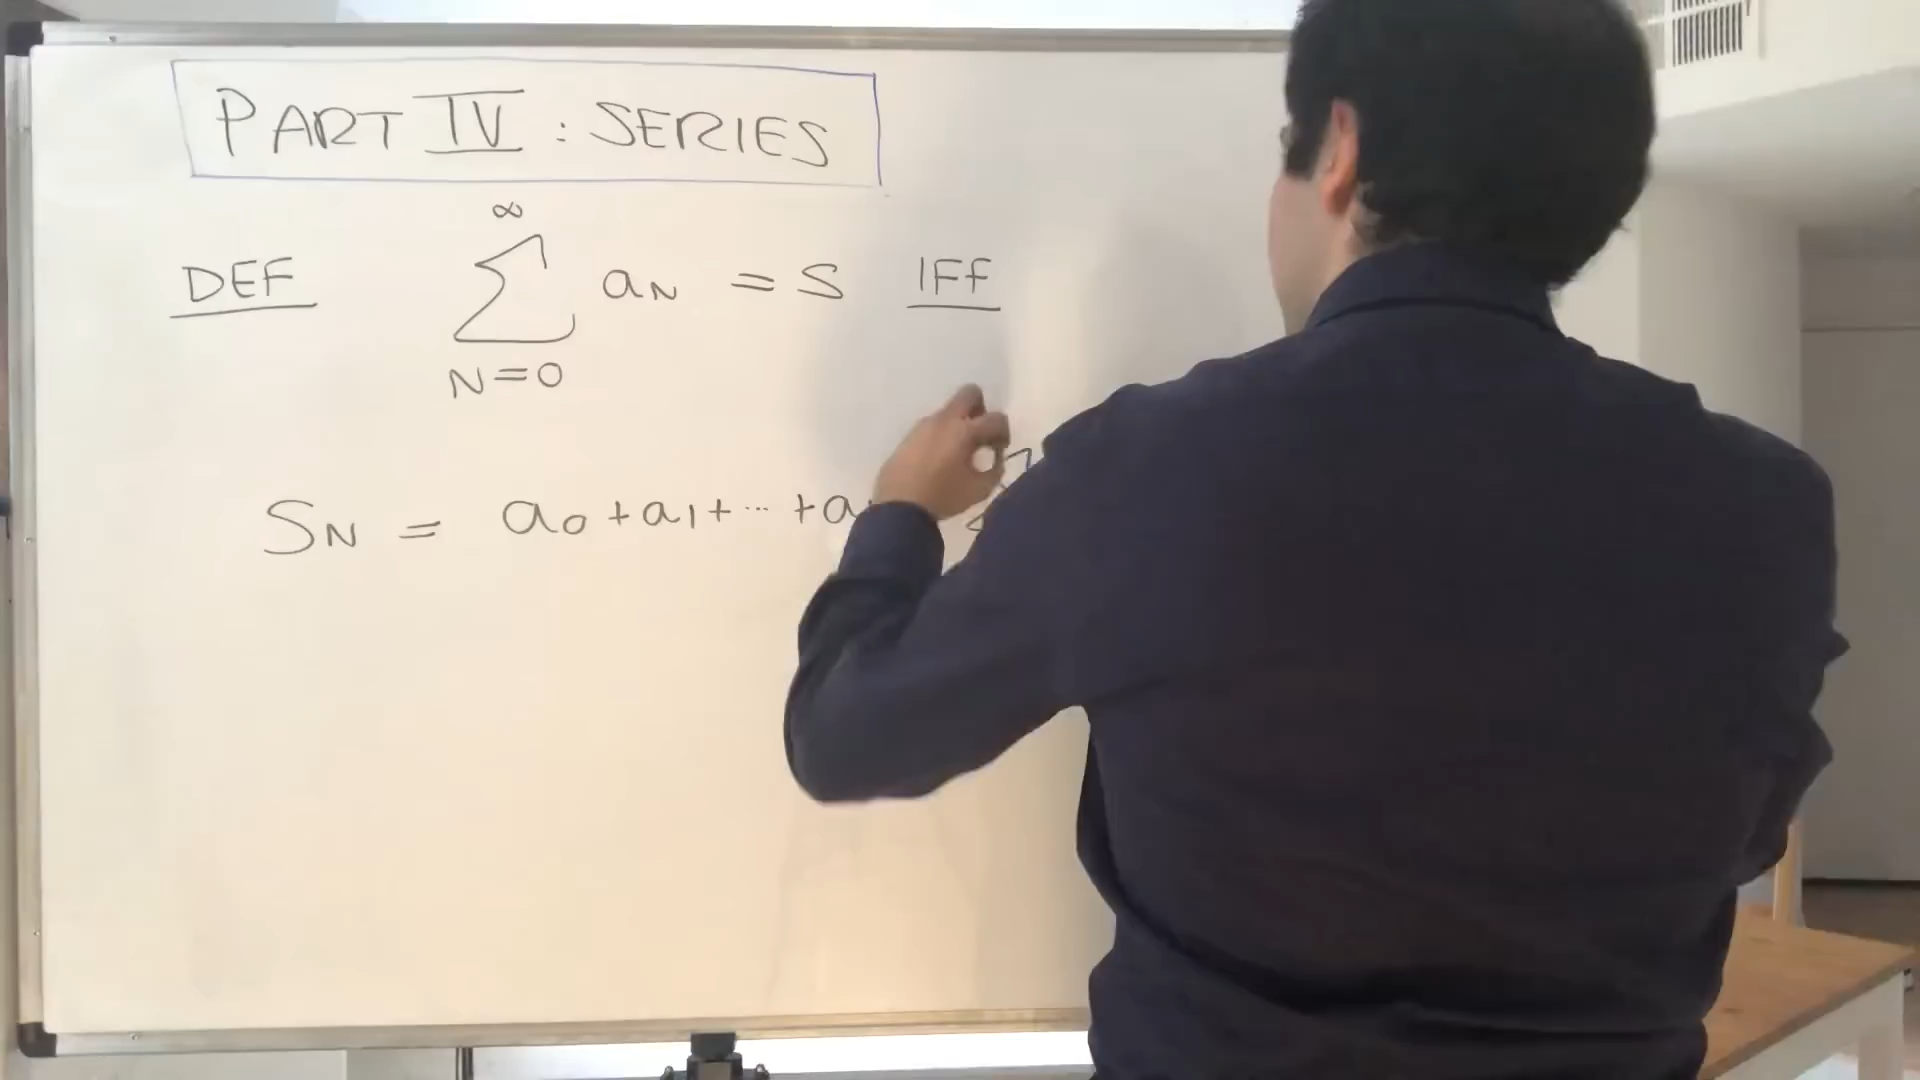 PART IV : SERIES
DEF ∞ ∑ N=0 aN = S IFF
SN = a0 + a1 + ··· + a